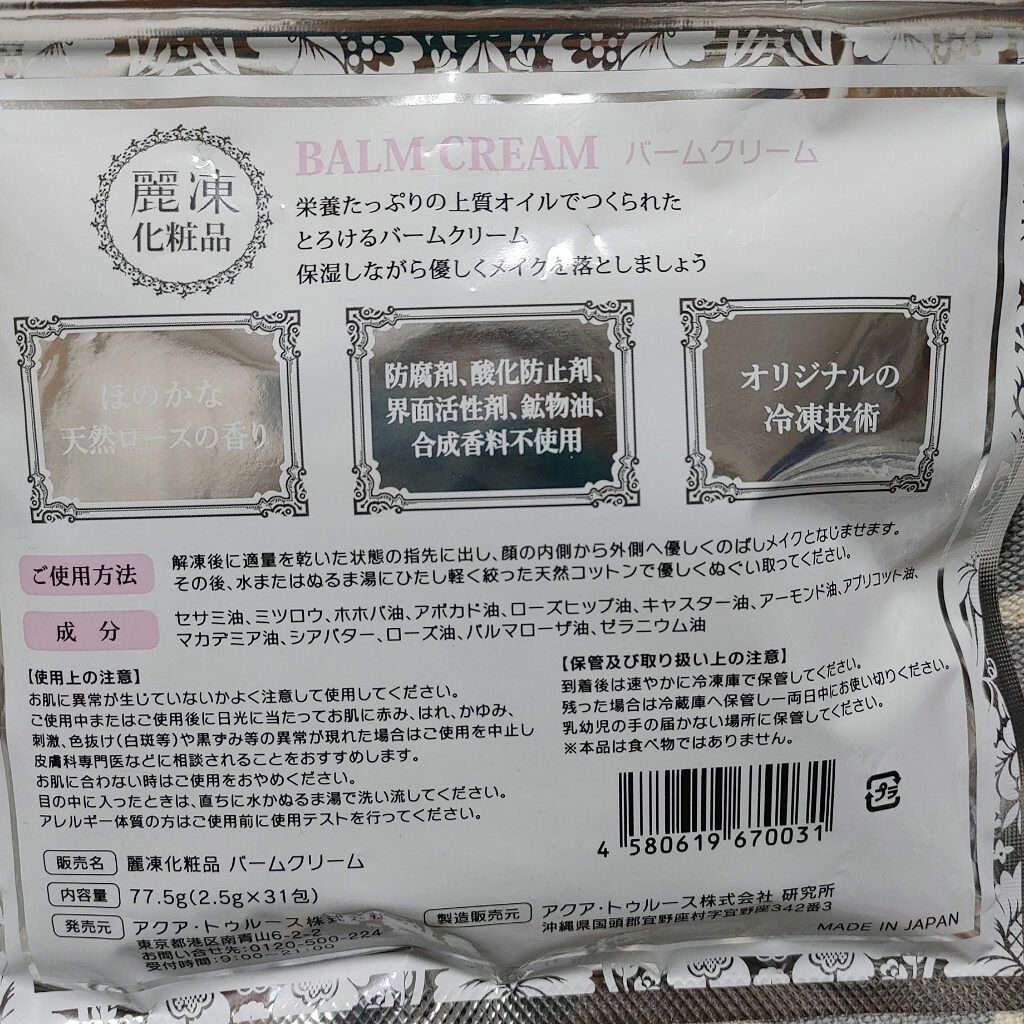 麗凍
化粧品
BALM CREAM バームクリーム
栄養たっぷりの上質オイルでつくられた
とろけるバームクリーム
保湿しながら優しくメイクを落としましょう
ほのかな
天然ローズの香り
防腐剤、酸化防止剤、
界面活性剤、鉱物油、
合成香料不使用
オリジナルの
冷凍技術
ご使用方法
解凍後に適量を乾いた状態の指先に出し、顔の内側から外側へ優しくのばしメイクとなじませます。
その後、水またはぬるま湯にひたし軽く絞った天然コットンで優しくぬぐい取ってください。
成 分
セサミ油、ミツロウ、ホホバ油、アボカド油、ローズヒップ油、キャスター油、アーモンド油、アプリコット油、
マカデミア油、シアバター、ローズ油、パルマローザ油、ゼラニウム油
【使用上の注意】
お肌に異常が生じていないかよく注意して使用してください。
ご使用中またはご使用後に日光に当たってお肌に赤み、はれ、かゆみ、
刺激、色抜け(白斑等)や黒ずみ等の異常が現れた場合はご使用を中止し
皮膚科専門医などに相談されることをおすすめします。
お肌に合わない時はご使用をおやめください。
目の中に入ったときは、直ちに水かぬるま湯で洗い流してください。
アレルギー体質の方はご使用前に使用テストを行ってください。
【保管及び取り扱い上の注意】
到着後は速やかに冷凍庫で保管してください。
残った場合は冷蔵庫へ保管し一両日中にお使い切りください。
乳幼児の手の届かない場所に保管してください。
※本品は食べ物ではありません。
4 580619 670031
プラ
販売名 麗凍化粧品 バームクリーム
内容量 77.5g(2.5g×31包)
発売元 アクア・トゥルース株式会社
東京都港区南青山6-2-2
お問い合せ先:0120-500-224
受付時間:9:00~21:00
製造販売元 アクア・トゥルース株式会社 研究所
沖縄県国頭郡宜野座村字宜野座342番3
MADE IN JAPAN